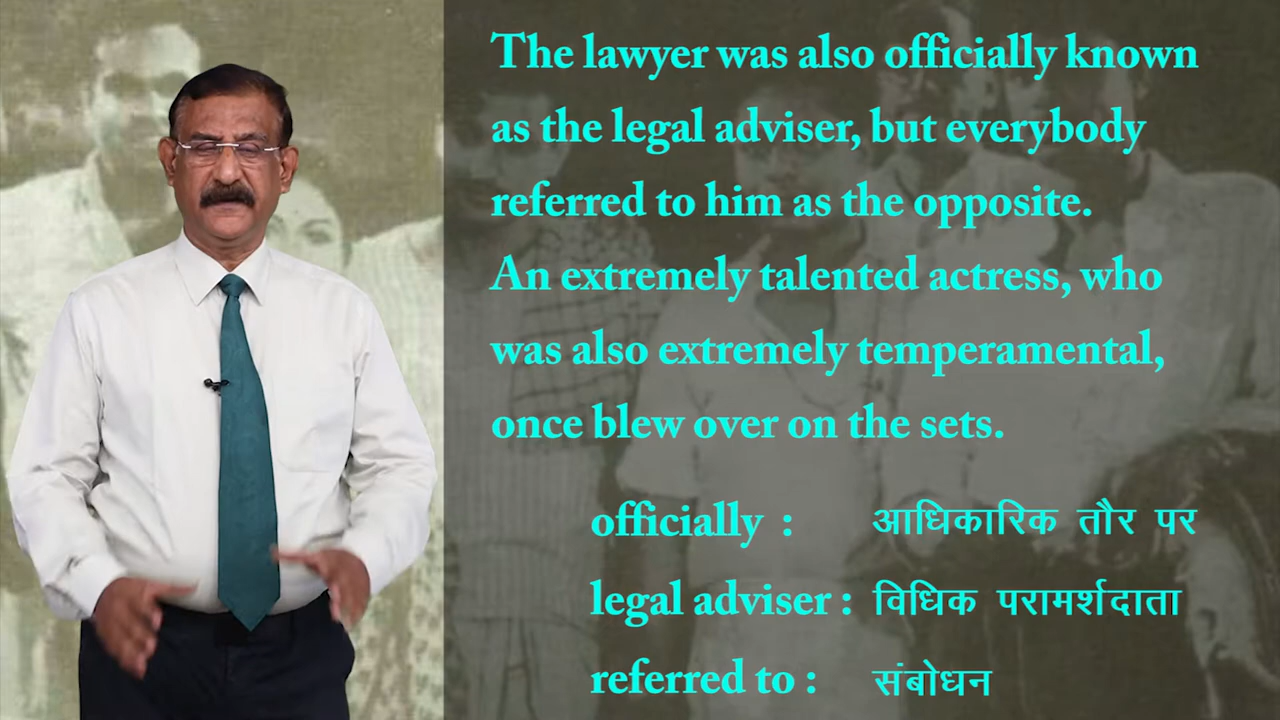 The lawyer was also officially known
as the legal adviser, but everybody
referred to him as the opposite.
An extremely talented actress, who
was also extremely temperamental,
once blew over on the sets.
officially : आधिकारिक तौर पर
legal adviser : विधिक परामर्शदाता
referred to : संबोधन